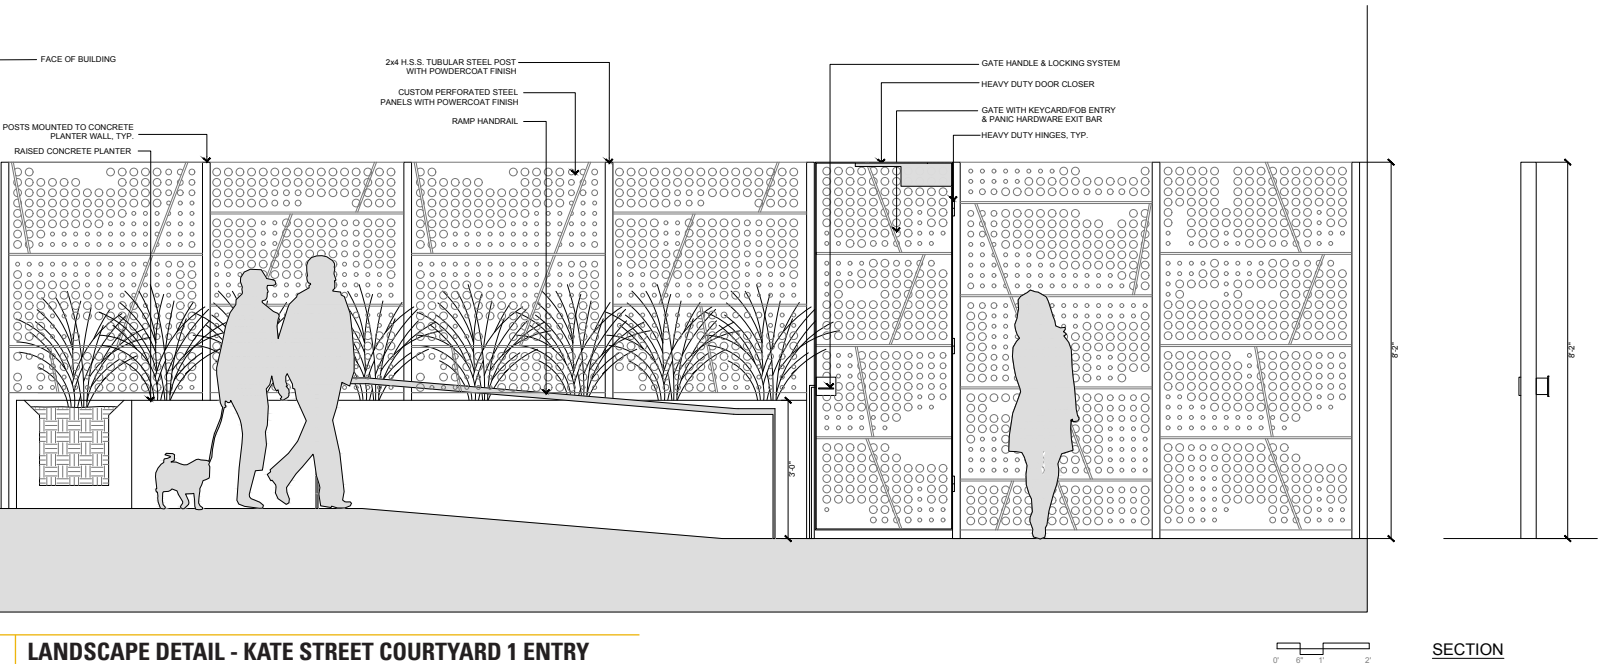 FACE OF BUILDING
2x4 H.S.S. TUBULAR STEEL POST
WITH POWDERCOAT FINISH
CUSTOM PERFORATED STEEL
PANELS WITH POWERCOAT FINISH
RAMP HANDRAIL
POSTS MOUNTED TO CONCRETE
PLANTER WALL, TYP.
RAISED CONCRETE PLANTER
GATE HANDLE & LOCKING SYSTEM
HEAVY DUTY DOOR CLOSER
GATE WITH KEYCARD/FOB ENTRY
& PANIC HARDWARE EXIT BAR
HEAVY DUTY HINGES, TYP.
3'-0"
8'-2"
8'-2"
LANDSCAPE DETAIL - KATE STREET COURTYARD 1 ENTRY
0' 6" 1' 2'
SECTION